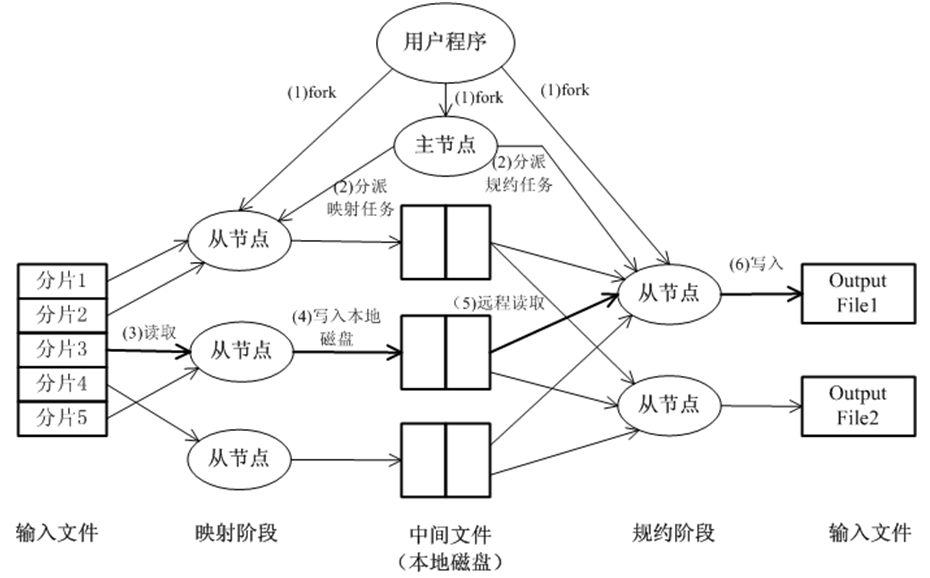 用户程序
(1)fork
(1)fork
(1)fork
主节点
(2)分派
映射任务
(2)分派
规约任务
从节点
分片1
分片2
分片3
分片4
分片5
(3)读取
从节点
(4)写入本地
磁盘
(5)远程读取
从节点
(6)写入
Output
File1
从节点
Output
File2
从节点
输入文件
映射阶段
中间文件
(本地磁盘)
规约阶段
输入文件